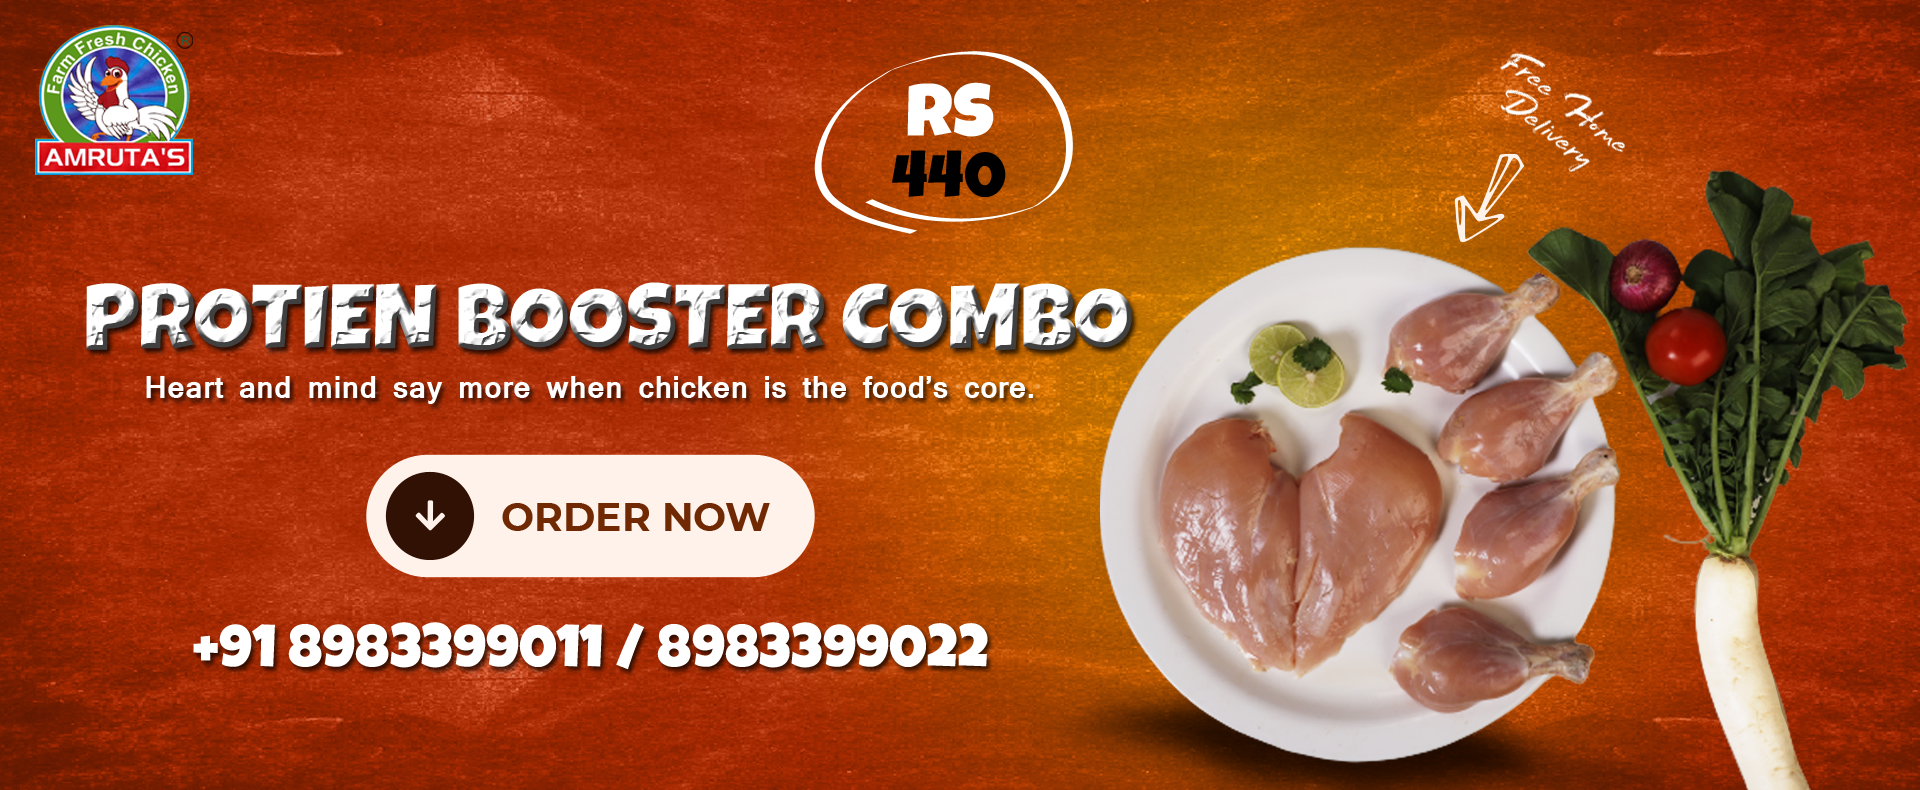 Farm Fresh Chicken
®
AMRUTA'S
RS
440
Free Home
Delivery
PROTIEN BOOSTER COMBO
Heart and mind say more when chicken is the food's core.
ORDER NOW
+91 8983399011 / 8983399022